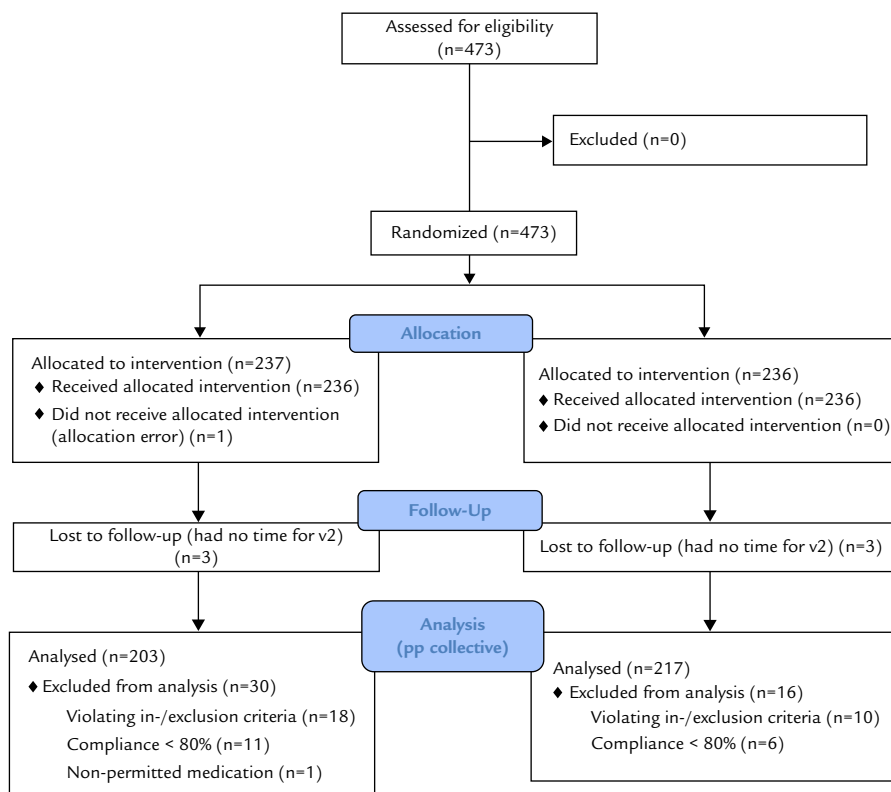 Assessed for eligibility
(n=473)
Excluded (n=0)
Randomized (n=473)
Allocation
Allocated to intervention (n=237)
♦ Received allocated intervention (n=236)
♦ Did not receive allocated intervention
(allocation error) (n=1)
Allocated to intervention (n=236)
♦ Received allocated intervention (n=236)
♦ Did not receive allocated intervention (n=0)
Follow-Up
Lost to follow-up (had no time for v2)
(n=3)
Lost to follow-up (had no time for v2) (n=3)
Analysis
(pp collective)
Analysed (n=203)
♦ Excluded from analysis (n=30)
Violating in-/exclusion criteria (n=18)
Compliance < 80% (n=11)
Non-permitted medication (n=1)
Analysed (n=217)
♦ Excluded from analysis (n=16)
Violating in-/exclusion criteria (n=10)
Compliance < 80% (n=6)